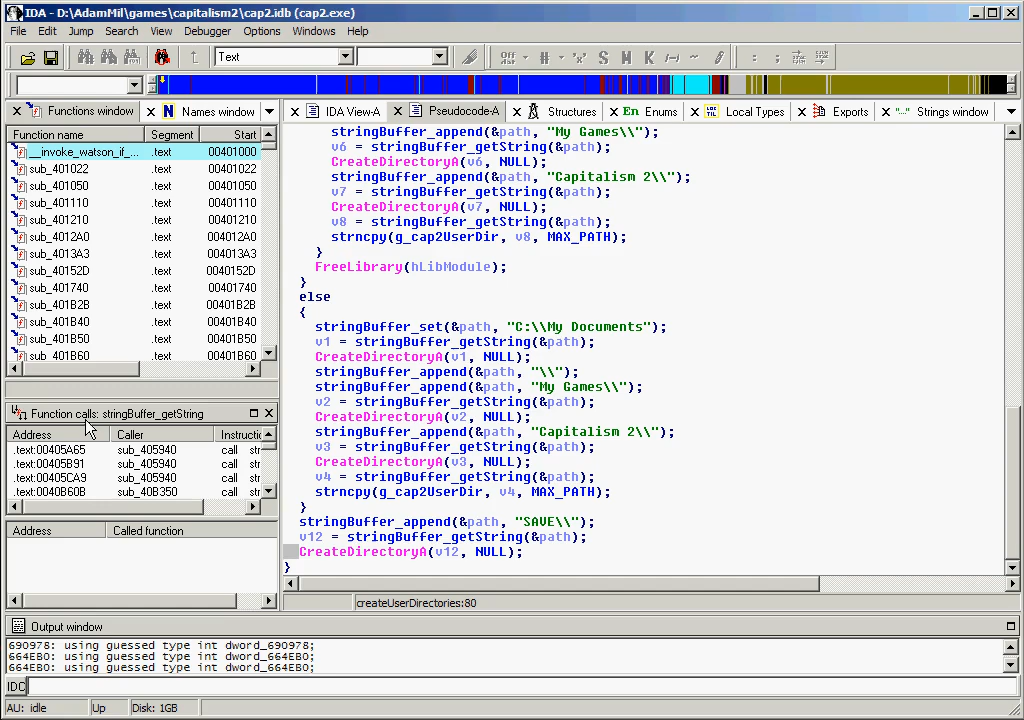 IDA - D:\AdamMil\games\capitalism2\cap2.idb (cap2.exe)
File Edit Jump Search View Debugger Options Windows Help
Text
Functions window
Names window
IDA View-A
Pseudocode-A
Structures
En Enums
Local Types
Exports
Strings window
Function name Segment Start
__invoke_watson_if_... .text 00401000
sub_401022 .text 00401022
sub_401050 .text 00401050
sub_401110 .text 00401110
sub_401210 .text 00401210
sub_4012A0 .text 004012A0
sub_4013A3 .text 004013A3
sub_40152D .text 0040152D
sub_401740 .text 00401740
sub_401B2B .text 00401B2B
sub_401B40 .text 00401B40
sub_401B50 .text 00401B50
sub_401B60 .text 00401B60
Function calls: stringBuffer_getString
Address Caller Instructic
.text:00405A65 sub_405940 call str
.text:00405B91 sub_405940 call str
.text:00405CA9 sub_405940 call str
.text:0040B60B sub_40B350 call str
Address Called function
stringBuffer_append(&path, "My Games\\");
v6 = stringBuffer_getString(&path);
CreateDirectoryA(v6, NULL);
stringBuffer_append(&path, "Capitalism 2\\");
v7 = stringBuffer_getString(&path);
CreateDirectoryA(v7, NULL);
v8 = stringBuffer_getString(&path);
strncpy(g_cap2UserDir, v8, MAX_PATH);
}
FreeLibrary(hLibModule);
}
else
{
stringBuffer_set(&path, "C:\\My Documents");
v1 = stringBuffer_getString(&path);
CreateDirectoryA(v1, NULL);
stringBuffer_append(&path, "\\");
stringBuffer_append(&path, "My Games\\");
v2 = stringBuffer_getString(&path);
CreateDirectoryA(v2, NULL);
stringBuffer_append(&path, "Capitalism 2\\");
v3 = stringBuffer_getString(&path);
CreateDirectoryA(v3, NULL);
v4 = stringBuffer_getString(&path);
strncpy(g_cap2UserDir, v4, MAX_PATH);
}
stringBuffer_append(&path, "SAVE\\");
v12 = stringBuffer_getString(&path);
CreateDirectoryA(v12, NULL);
}
createUserDirectories:80
Output window
690978: using guessed type int dword_690978;
664EB0: using guessed type int dword_664EB0;
664EB0: using guessed type int dword_664EB0;
IDC
AU: idle Up Disk: 1GB